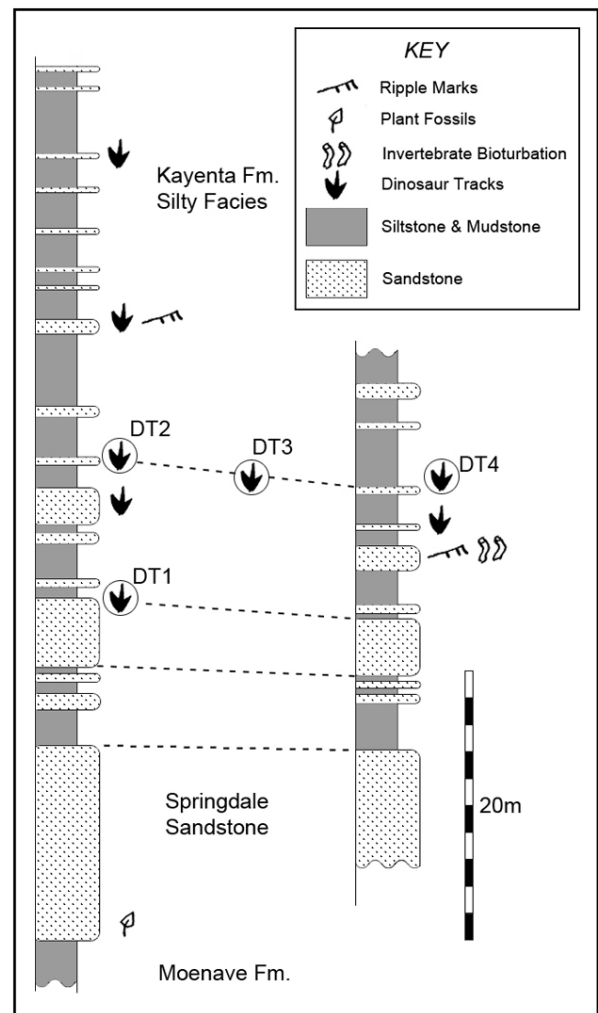 KEY
Ripple Marks
Plant Fossils
Invertebrate Bioturbation
Dinosaur Tracks
Siltstone & Mudstone
Sandstone
Kayenta Fm.
Silty Facies
DT2
DT3
DT4
DT1
20m
Springdale
Sandstone
Moenave Fm.